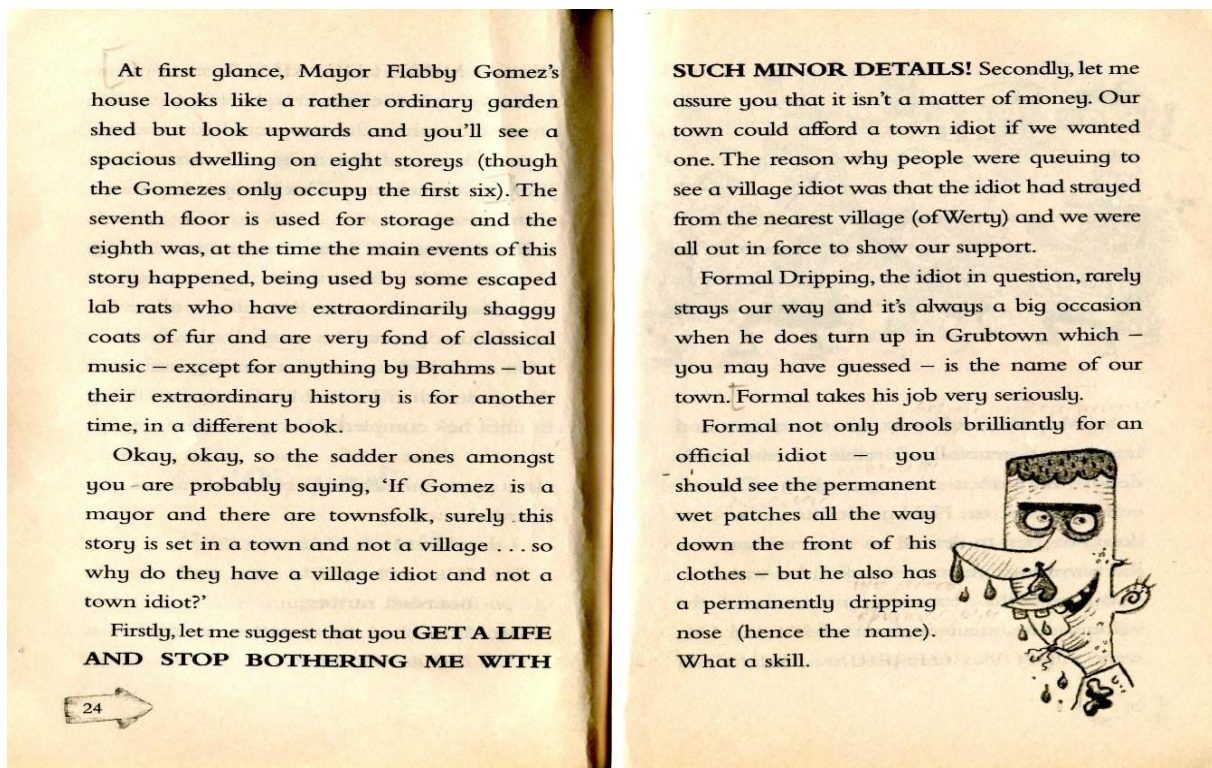 At first glance, Mayor Flabby Gomez's
house looks like a rather ordinary garden
shed but look upwards and you'll see a
spacious dwelling on eight storeys (though
the Gomezes only occupy the first six). The
seventh floor is used for storage and the
eighth was, at the time the main events of this
story happened, being used by some escaped
lab rats who have extraordinarily shaggy
coats of fur and are very fond of classical
music – except for anything by Brahms – but
their extraordinary history is for another
time, in a different book.
Okay, okay, so the sadder ones amongst
you are probably saying, 'If Gomez is a
mayor and there are townsfolk, surely this
story is set in a town and not a village . . . so
why do they have a village idiot and not a
town idiot?'
Firstly, let me suggest that you GET A LIFE
AND STOP BOTHERING ME WITH
24
SUCH MINOR DETAILS! Secondly, let me
assure you that it isn't a matter of money. Our
town could afford a town idiot if we wanted
one. The reason why people were queuing to
see a village idiot was that the idiot had strayed
from the nearest village (of Werty) and we were
all out in force to show our support.
Formal Dripping, the idiot in question, rarely
strays our way and it's always a big occasion
when he does turn up in Grubtown which –
you may have guessed – is the name of our
town. Formal takes his job very seriously.
Formal not only drools brilliantly for an
official idiot – you
should see the permanent
wet patches all the way
down the front of his
clothes – but he also has
a permanently dripping
nose (hence the name).
What a skill.